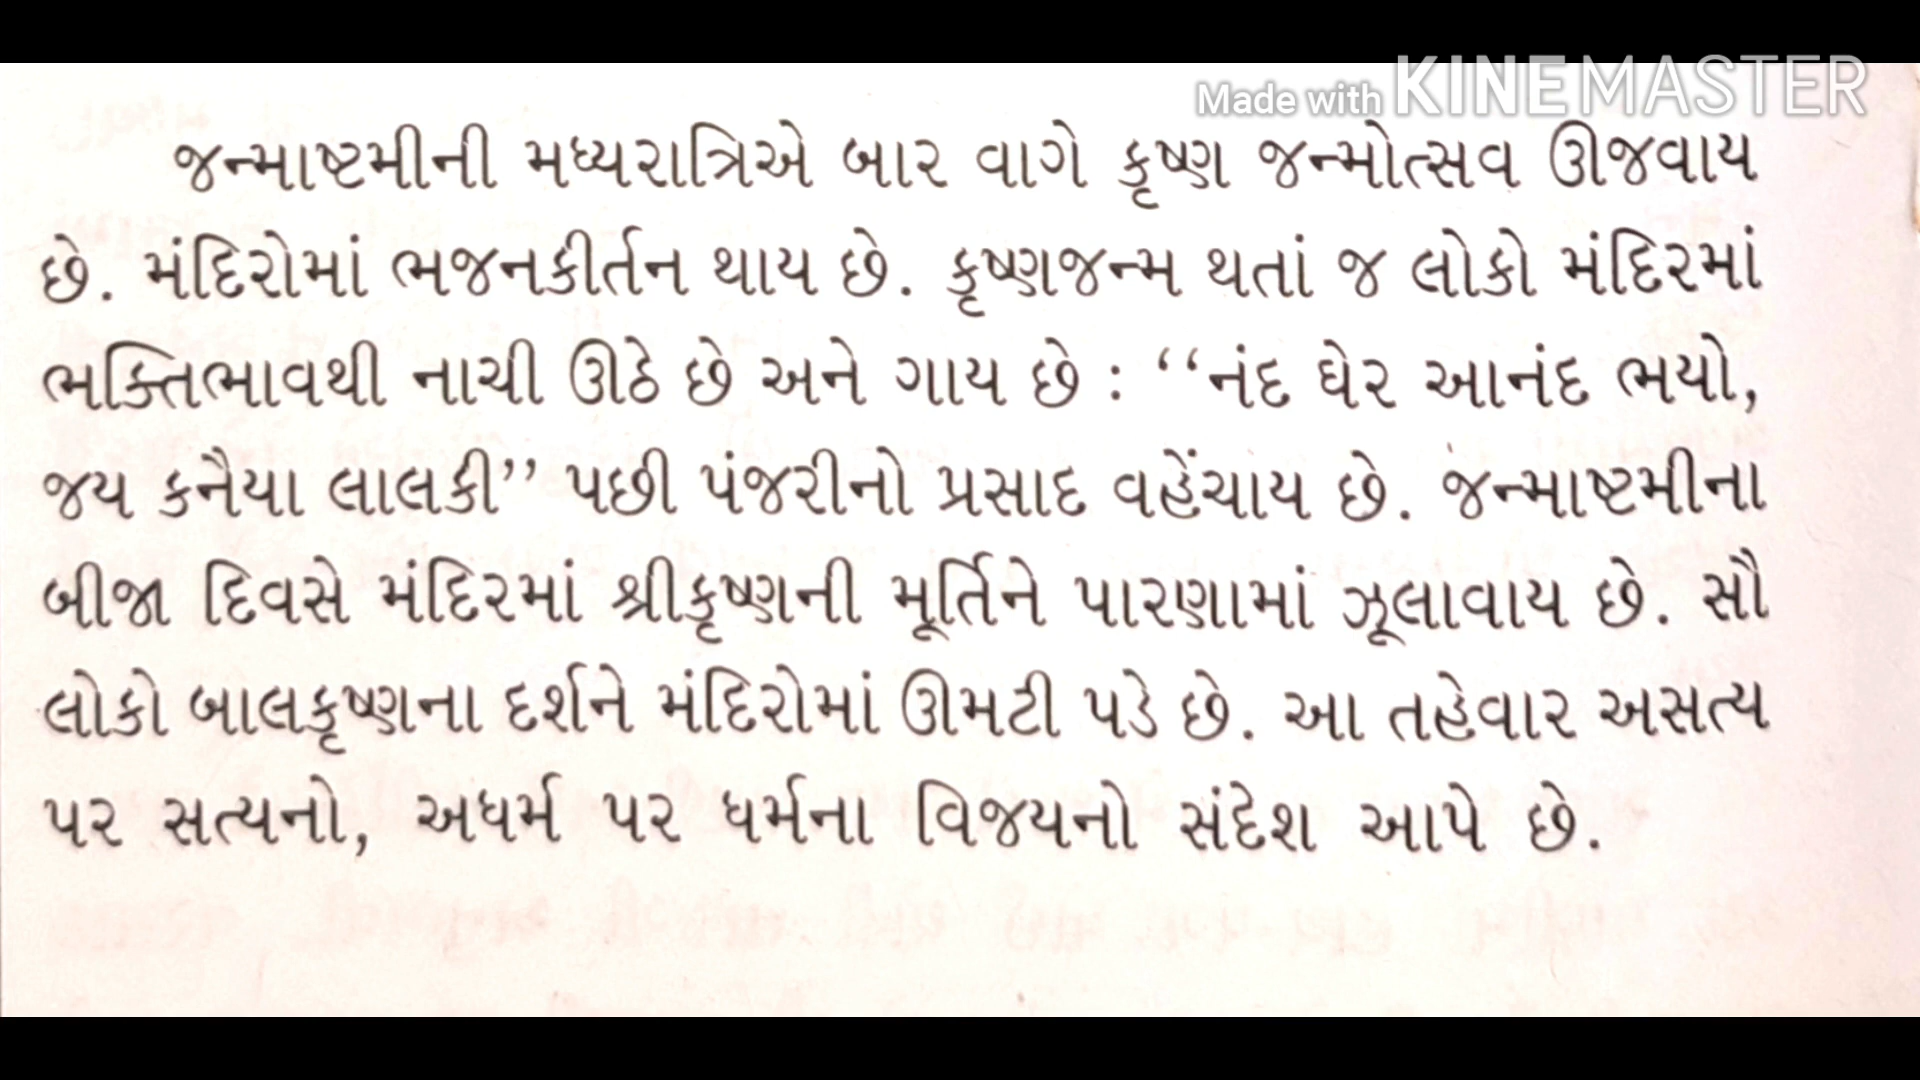 Made with KINEMASTER
જન્માષ્ટમીની મધ્યરાત્રિએ બાર વાગે કૃષ્ણ જન્મોત્સવ ઊજવાય
છે. મંદિરોમાં ભજનકીર્તન થાય છે. કૃષ્ણજન્મ થતાં જ લોકો મંદિરમાં
ભક્તિભાવથી નાચી ઊઠે છે અને ગાય છે : ‘‘નંદ ઘેર આનંદ ભયો,
જય કનૈયા લાલકી’’ પછી પંજરીનો પ્રસાદ વહેંચાય છે. જન્માષ્ટમીના
બીજા દિવસે મંદિરમાં શ્રીકૃષ્ણની મૂર્તિને પારણામાં ઝૂલાવાય છે. સૌ
લોકો બાલકૃષ્ણના દર્શને મંદિરોમાં ઊમટી પડે છે. આ તહેવાર અસત્ય
પર સત્યનો, અધર્મ પર ધર્મના વિજયનો સંદેશ આપે છે.